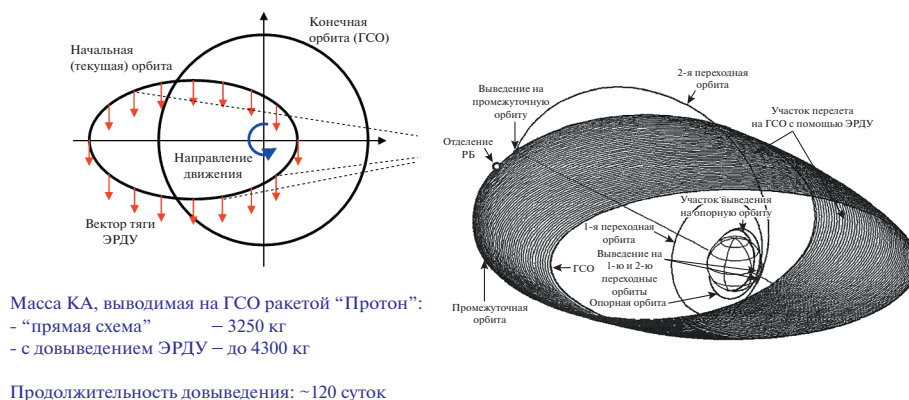 Начальная
(текущая) орбита
Конечная
орбита (ГСО)
Направление
движения
Вектор тяги
ЭРДУ
2-я переходная
орбита
Выведение на
промежуточную
орбиту
Участок перелета
на ГСО с помощью ЭРДУ
Отделение
РБ
Участок выведения
на опорную орбиту
1-я переходная
орбита
Выведение на
1-ю и 2-ю
переходные
орбиты
ГСО
Опорная орбита
Промежуточная
орбита
Масса КА, выводимая на ГСО ракетой “Протон”:
- “прямая схема” – 3250 кг
- с довыведением ЭРДУ – до 4300 кг
Продолжительность довыведения: ~120 суток